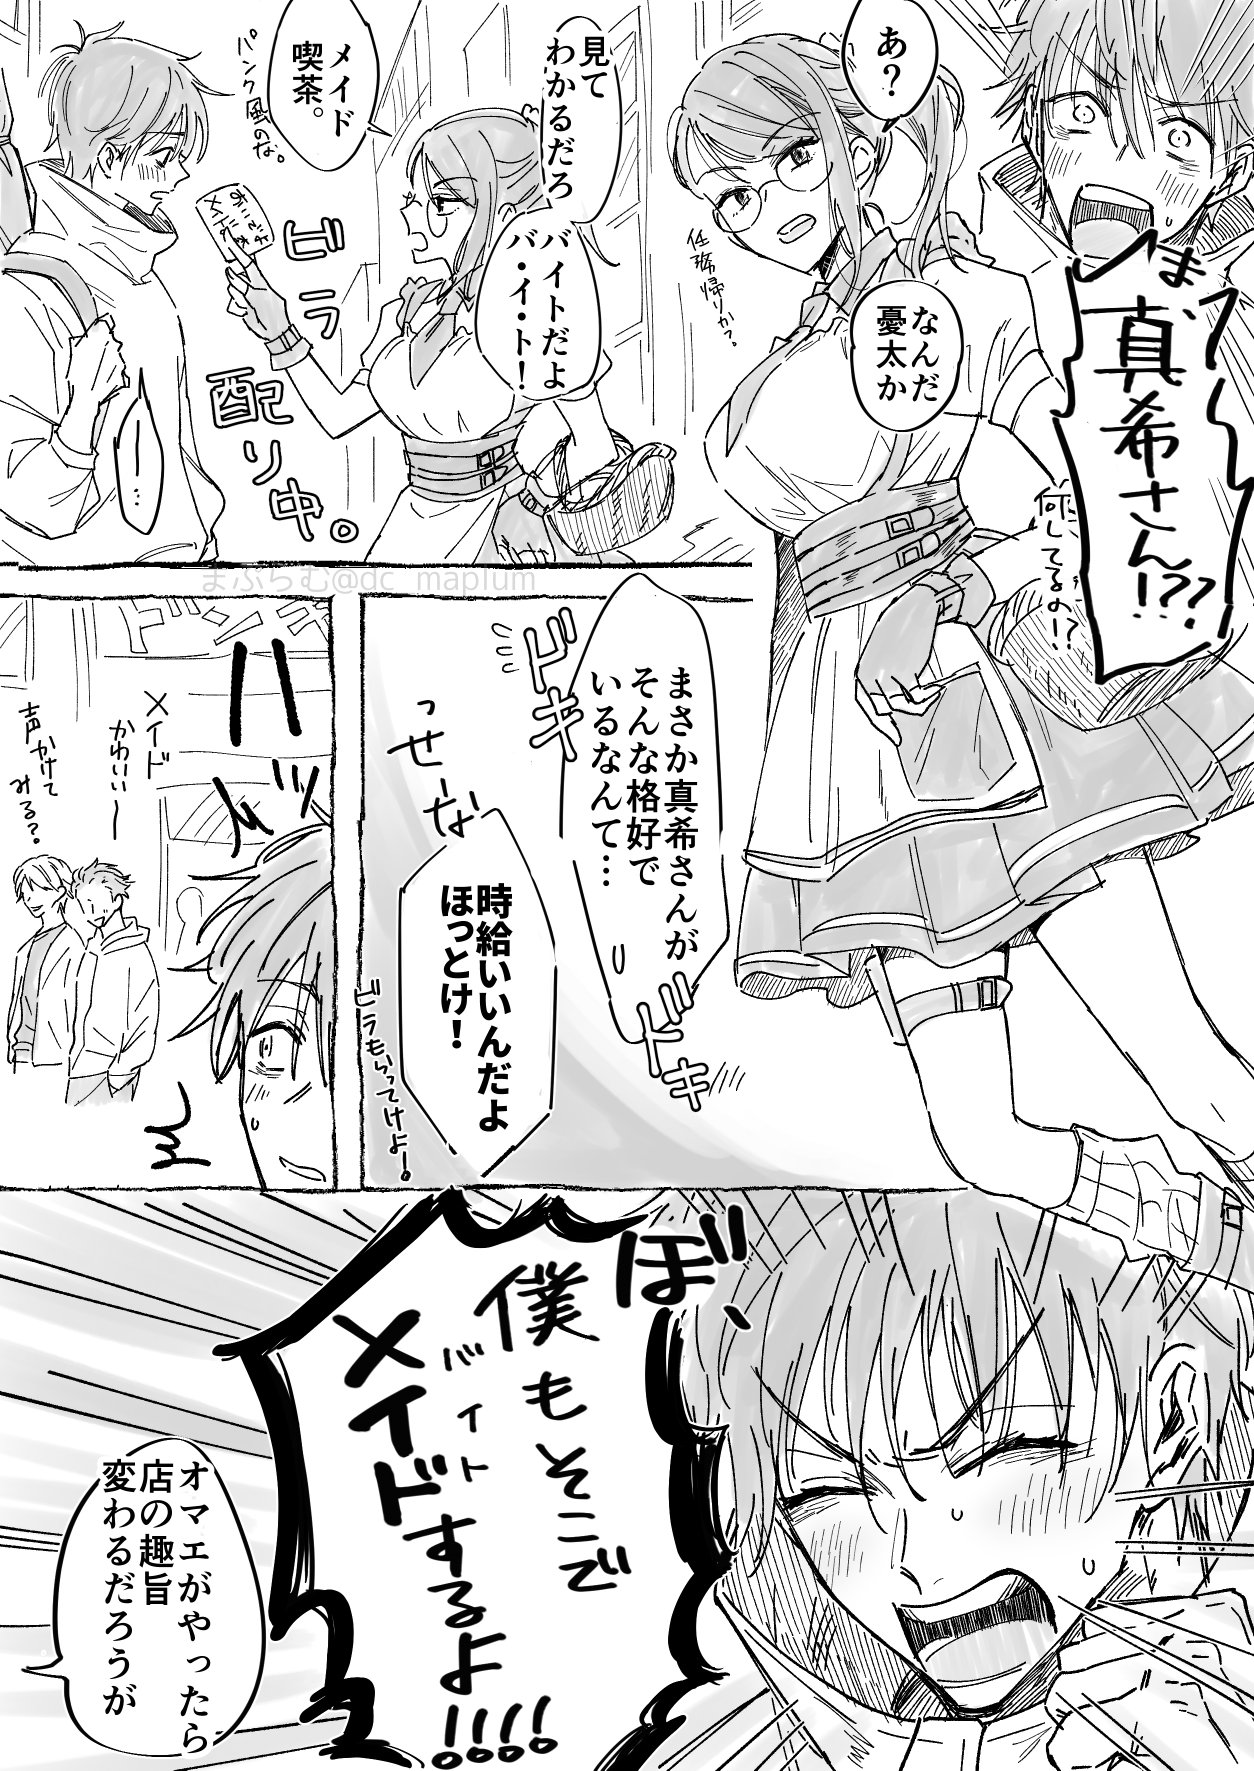 ま、
真希さん!?!?
何してるの!?
あ?
なんだ
憂太か
任務帰りか?
見て
わかるだろ
バイトだよ
バ・イ・ト!
メイド
喫茶。
パンク風のな。
ビラ
配り中。
…
まさか真希さんが
そんな格好で
いるなんて…
ドキ
ドキ
っせーな
時給いいんだよ
ほっとけ!
ビラもらってけよ!
まぷらむ@dc_maplum
ドンキ
メイド
かわいい〜
声かけて
みる?
ハッ
ぼ、
僕もそこで
バイト
メイドするよ!!!!
オマエがやったら
店の趣旨
変わるだろうが